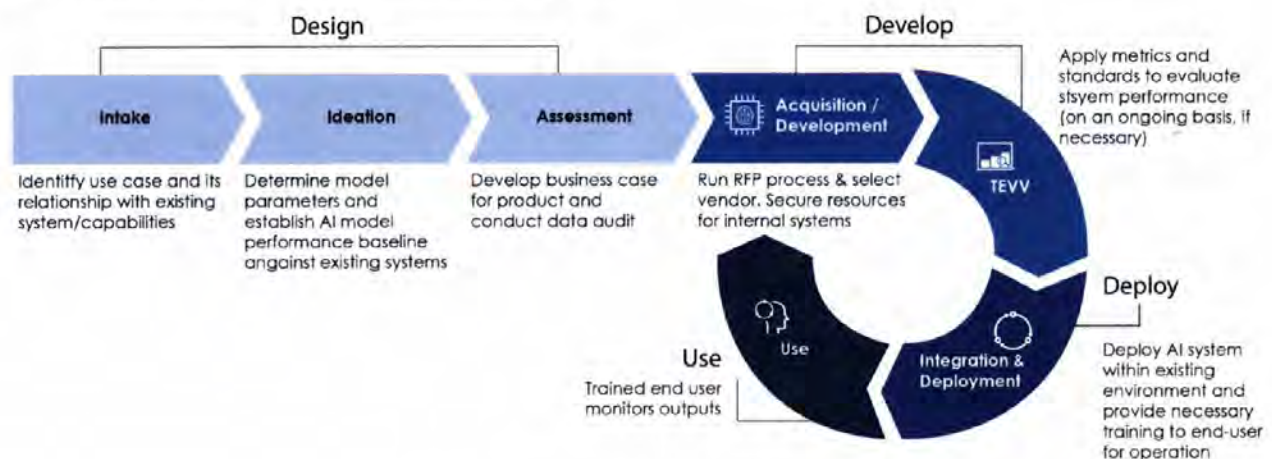 Design
Develop
Intake
Ideation
Assessment
Acquisition /
Development
Identitfy use case and its
relationship with existing
system/capabilities
Determine model
parameters and
establish AI model
performance baseline
angainst existing systems
Develop business case
for product and
conduct data audit
Run RFP process & select
vendor. Secure resources
for internal systems
Apply metrics and
standards to evaluate
stsyem performance
(on an ongoing basis, if
necessary)
TEVV
Deploy
Integration &
Deployment
Deploy AI system
within existing
environment and
provide necessary
training to end-user
for operation
Use
Use
Trained end user
monitors outputs